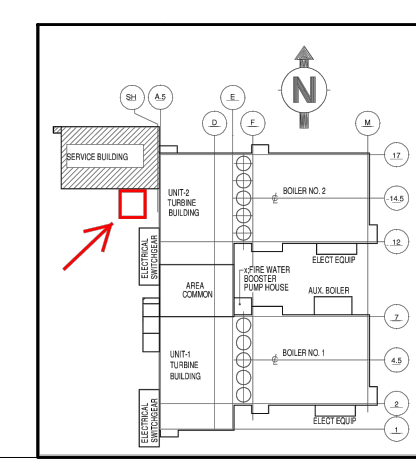 N
SH
A.5
E
D
F
M
17
SERVICE BUILDING
UNIT-2
TURBINE
BUILDING
BOILER NO. 2
14.5
12
ELECTRICAL
SWITCHGEAR
ELECT EQUIP
AREA
COMMON
FIRE WATER
BOOSTER
PUMP HOUSE
AUX. BOILER
7
UNIT-1
TURBINE
BUILDING
BOILER NO. 1
4.5
2
ELECTRICAL
SWITCHGEAR
ELECT EQUIP
1